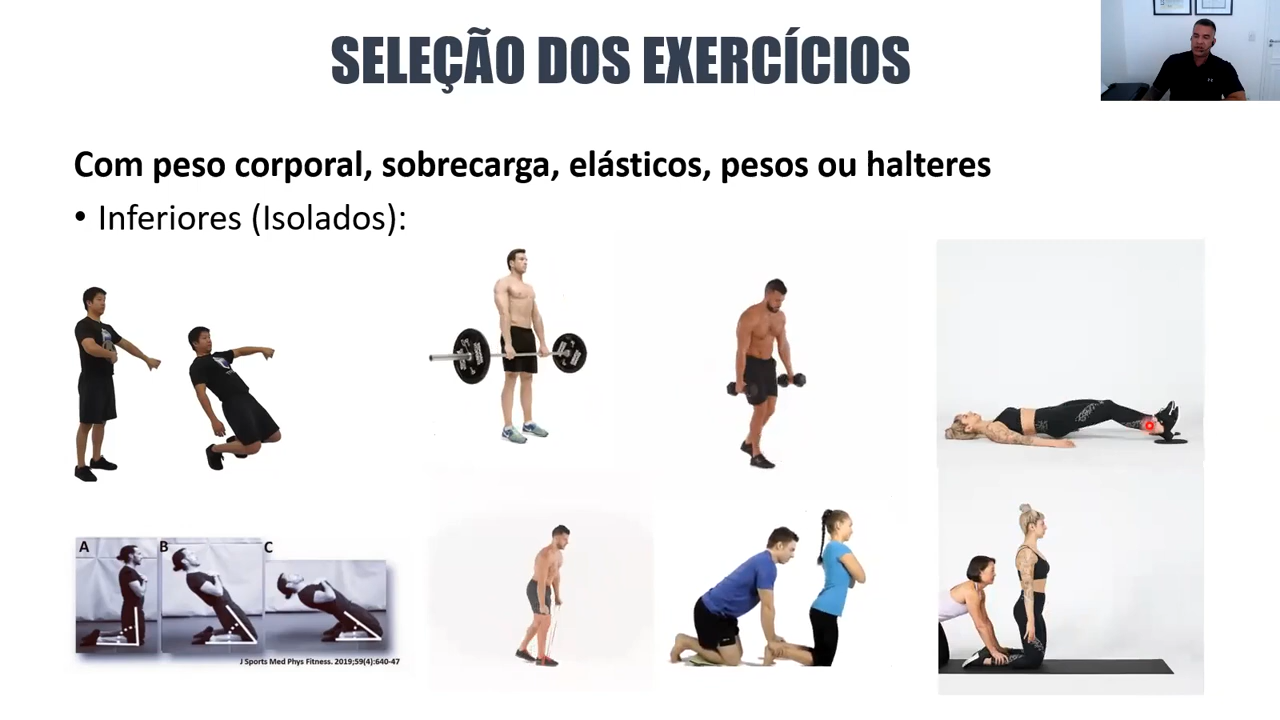 SELEÇÃO DOS EXERCÍCIOS
Com peso corporal, sobrecarga, elásticos, pesos ou halteres
• Inferiores (Isolados):
A B C
J Sports Med Phys Fitness. 2019;59(4):640-47